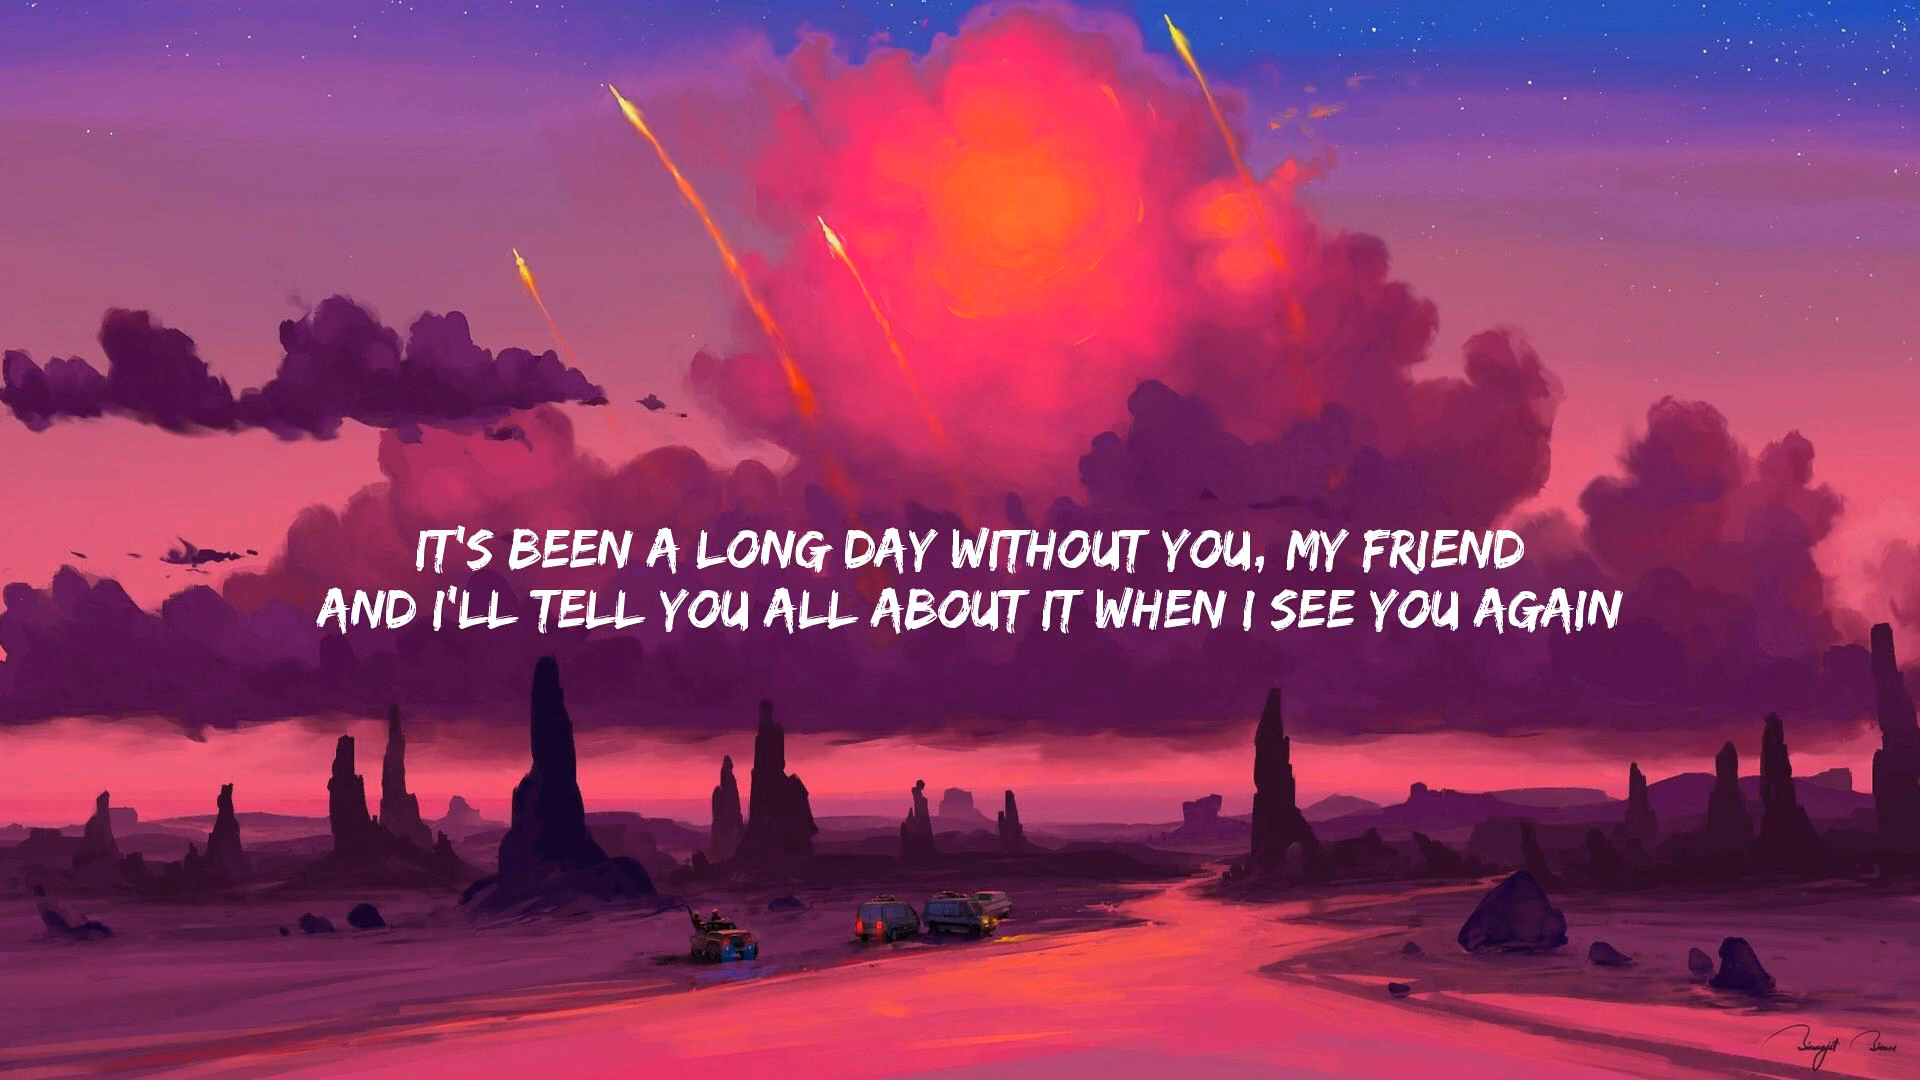 IT'S BEEN A LONG DAY WITHOUT YOU, MY FRIEND
AND I'LL TELL YOU ALL ABOUT IT WHEN I SEE YOU AGAIN